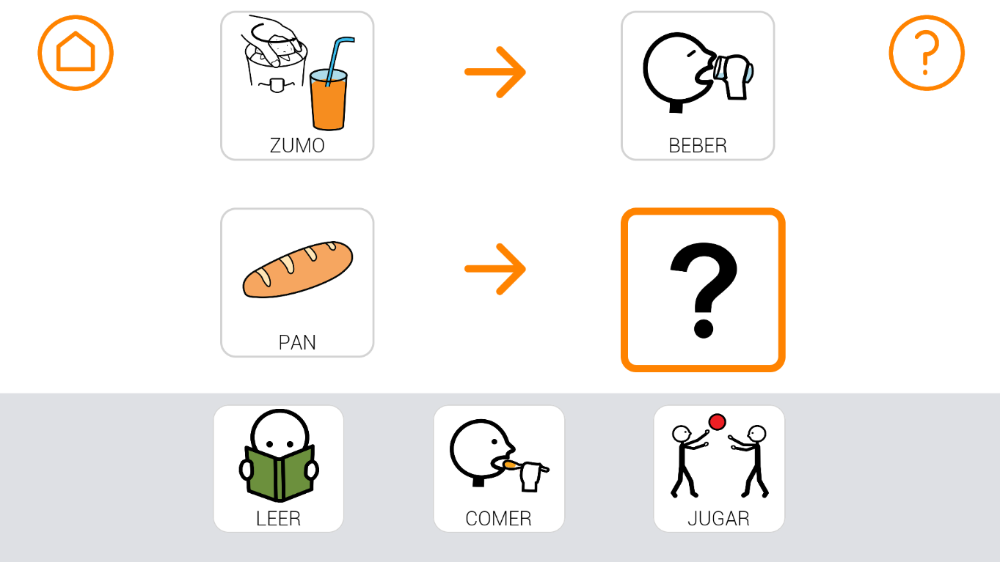 ZUMO
BEBER
PAN
?
LEER
COMER
JUGAR